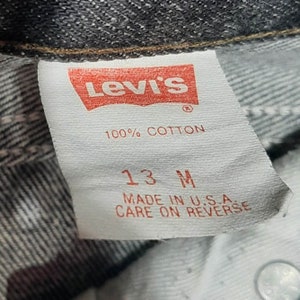 Levi's
®
100% COTTON
13 M
MADE IN U.S.A.
CARE ON REVERSE